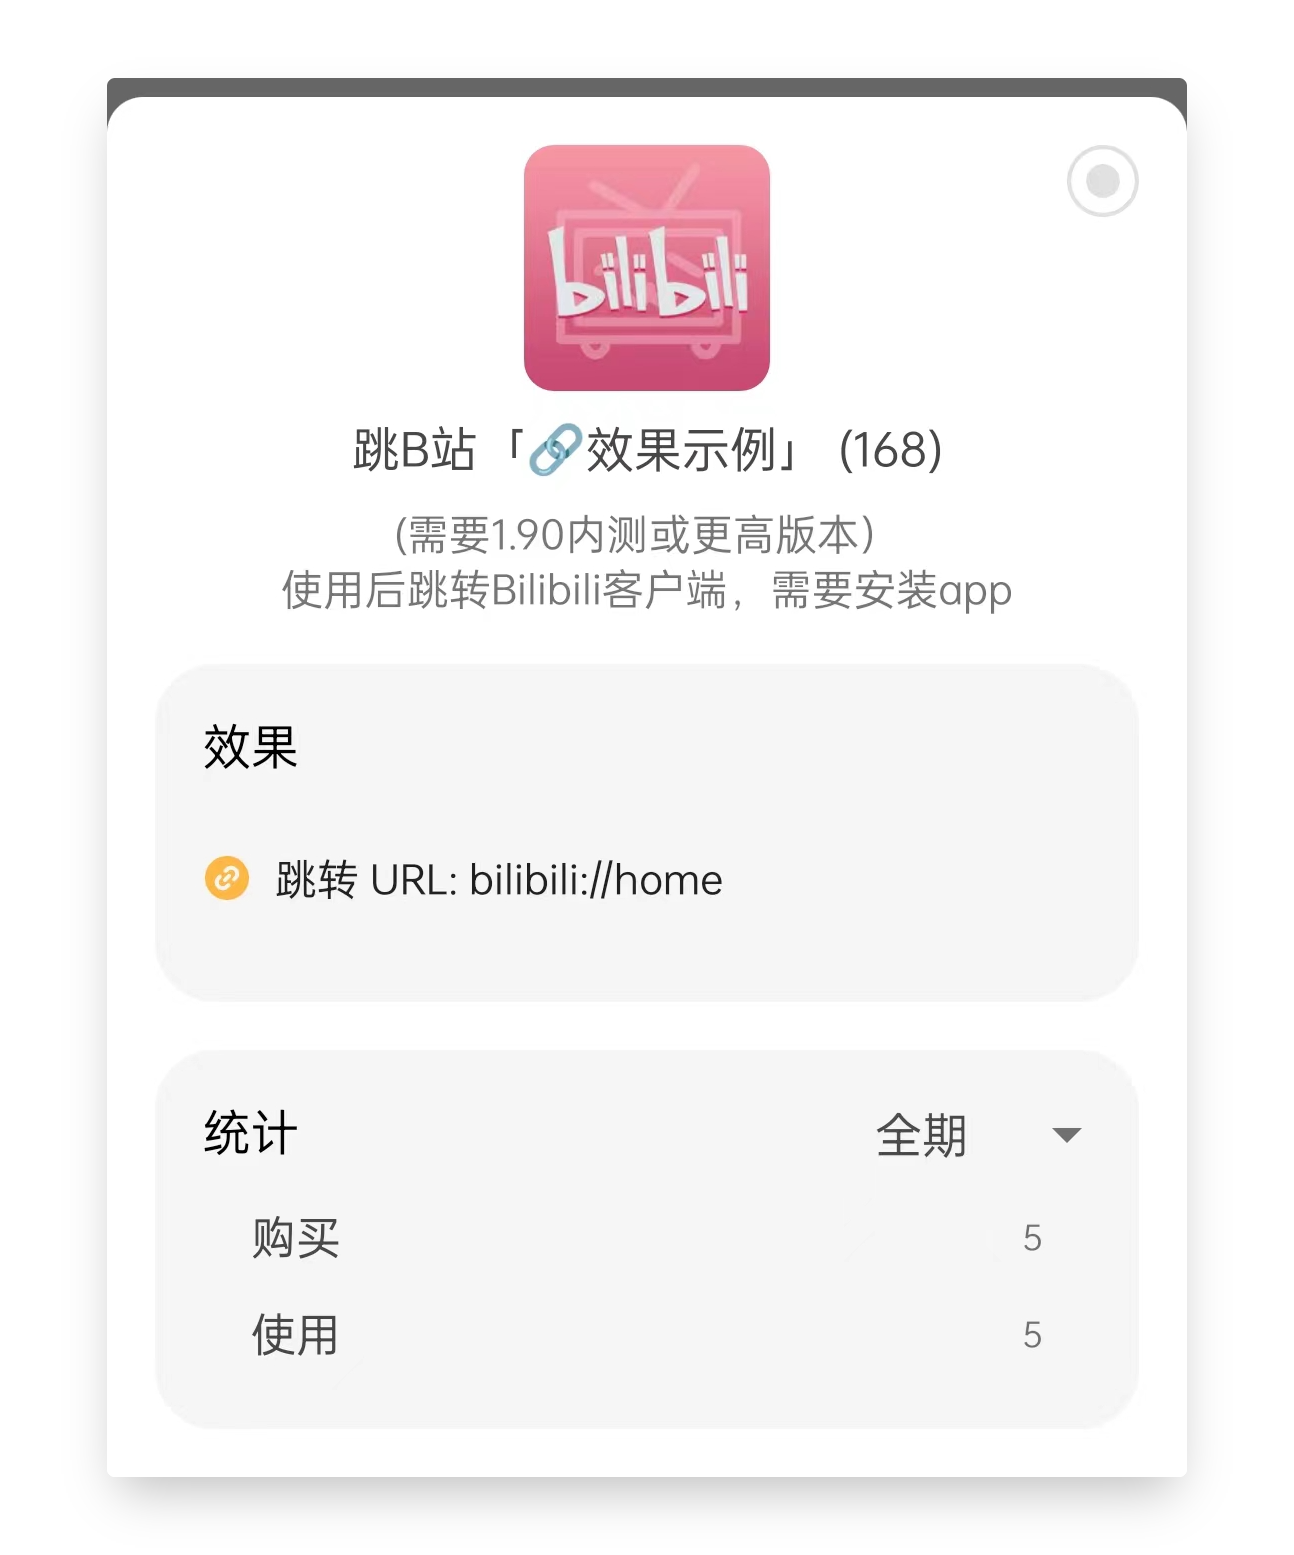 bilibili
跳B站「🔗效果示例」 (168)
(需要1.90内测或更高版本）
使用后跳转Bilibili客户端，需要安装app
效果
跳转 URL: bilibili://home
统计
全期
购买
5
使用
5